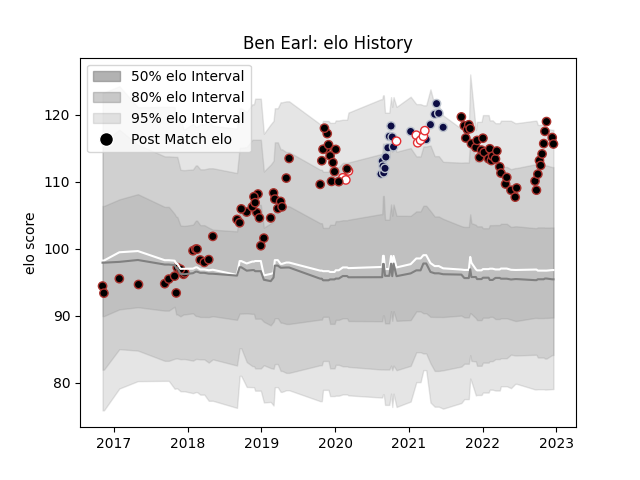 Ben Earl: elo History
50% elo Interval
80% elo Interval
95% elo Interval
Post Match elo
elo score
120
110
100
90
80
2017 2018 2019 2020 2021 2022 2023